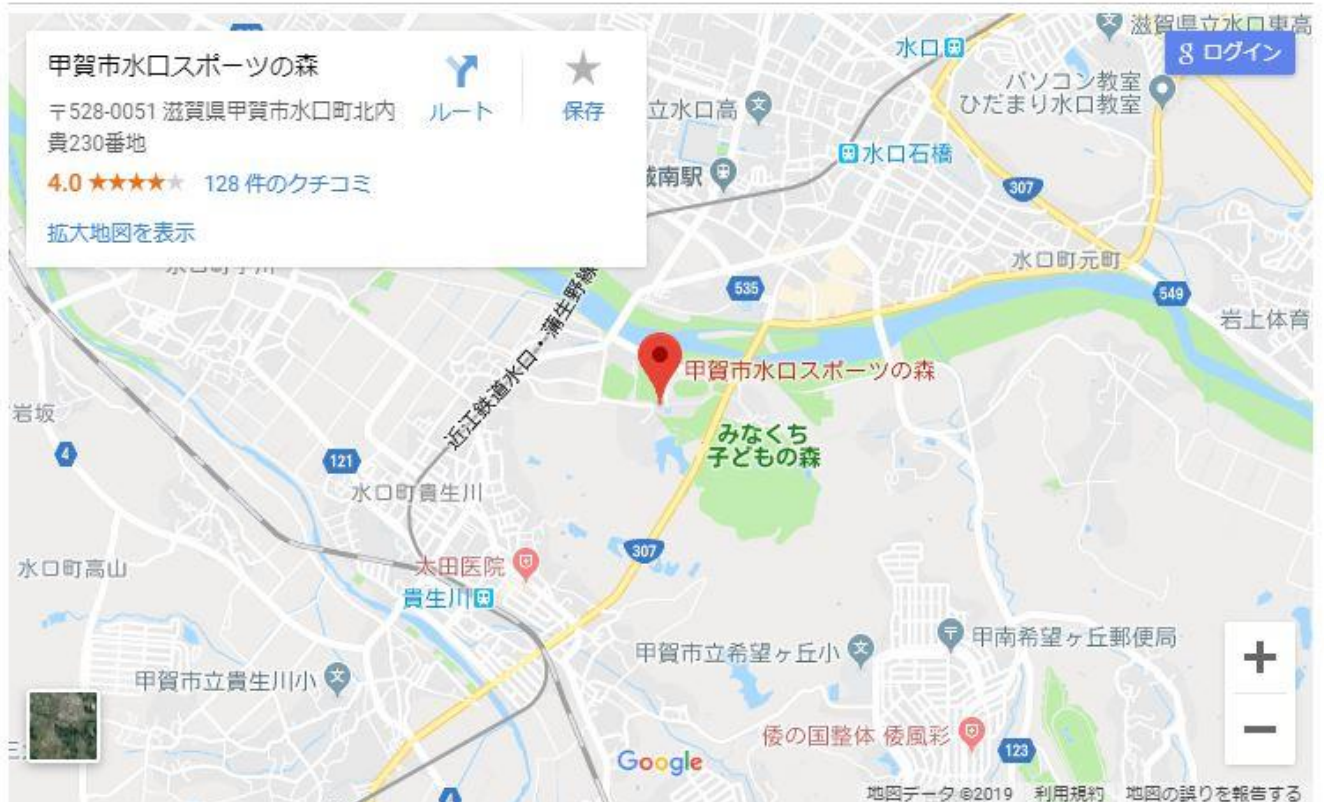 甲賀市水口スポーツの森
ルート
保存
〒528-0051 滋賀県甲賀市水口町北内
貴230番地
4.0 ★★★★★ 128 件のクチコミ
拡大地図を表示
滋賀県立水口東高
g ログイン
水口
パソコン教室
ひだまり水口教室
立水口高
水口石橋
城南駅
307
水口町元町
535
549
岩上体育
近江鉄道水口・蒲生野線
甲賀市水口スポーツの森
岩坂
みなくち
子どもの森
4
121
水口町貴生川
307
水口町高山
太田医院
貴生川
甲賀市立希望ヶ丘小
甲南希望ヶ丘郵便局
甲賀市立貴生川小
倭の国整体 倭風彩
123
+
−
Google
地図データ ©2019 利用規約 地図の誤りを報告する